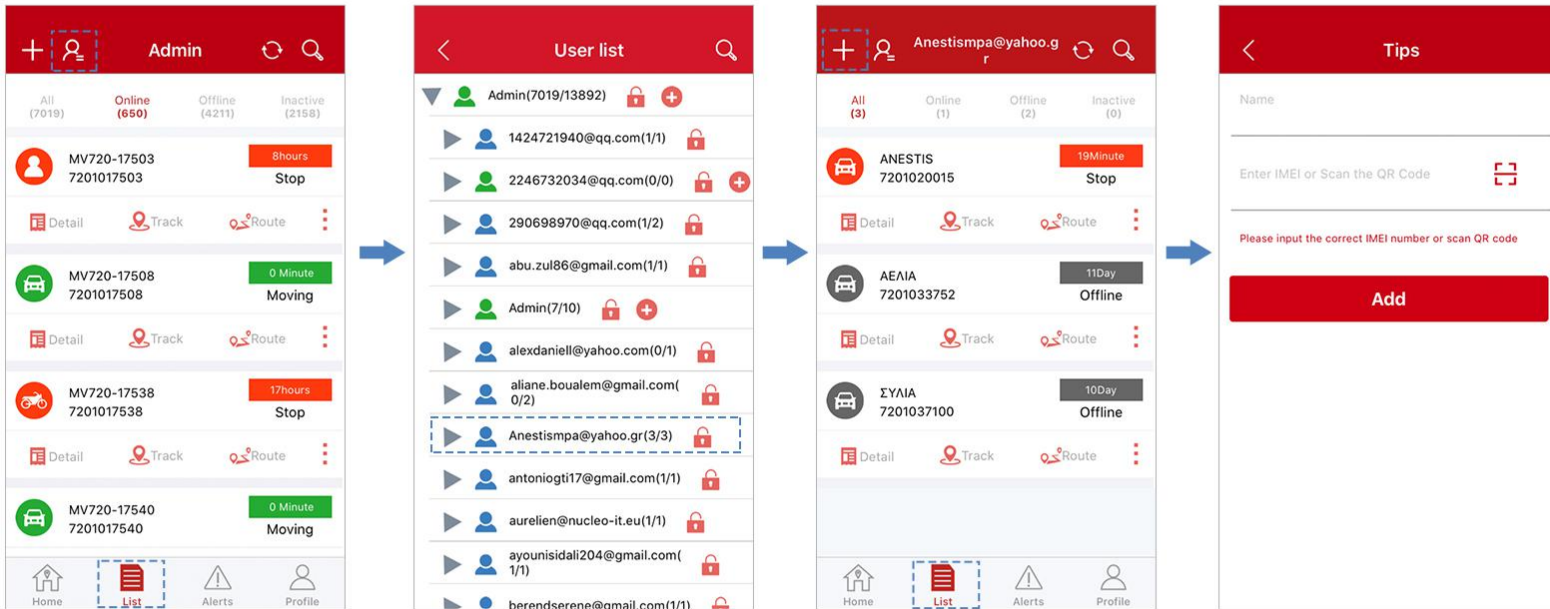 Admin
All
(7019)
Online
(650)
Offline
(4211)
Inactive
(2158)
MV720-17503
7201017503
8hours
Stop
Detail
Track
Route
MV720-17508
7201017508
0 Minute
Moving
Detail
Track
Route
MV720-17538
7201017538
17hours
Stop
Detail
Track
Route
MV720-17540
7201017540
0 Minute
Moving
Home
List
Alerts
Profile
User list
Admin(7019/13892)
1424721940@qq.com(1/1)
2246732034@qq.com(0/0)
290698970@qq.com(1/2)
abu.zul86@gmail.com(1/1)
Admin(7/10)
alexdaniell@yahoo.com(0/1)
aliane.boualem@gmail.com(
0/2)
Anestismpa@yahoo.gr(3/3)
antoniogti17@gmail.com(1/1)
aurelien@nucleo-it.eu(1/1)
ayounisidali204@gmail.com(
1/1)
berendserene@gmail.com(1/1)
Anestismpa@yahoo.g
r
All
(3)
Online
(1)
Offline
(2)
Inactive
(0)
ANESTIS
7201020015
19Minute
Stop
Detail
Track
Route
ΑΕΛΙΑ
7201033752
11Day
Offline
Detail
Track
Route
ΣΥΛΙΑ
7201037100
10Day
Offline
Detail
Track
Route
Home
List
Alerts
Profile
Tips
Name
Enter IMEI or Scan the QR Code
Please input the correct IMEI number or scan QR code
Add